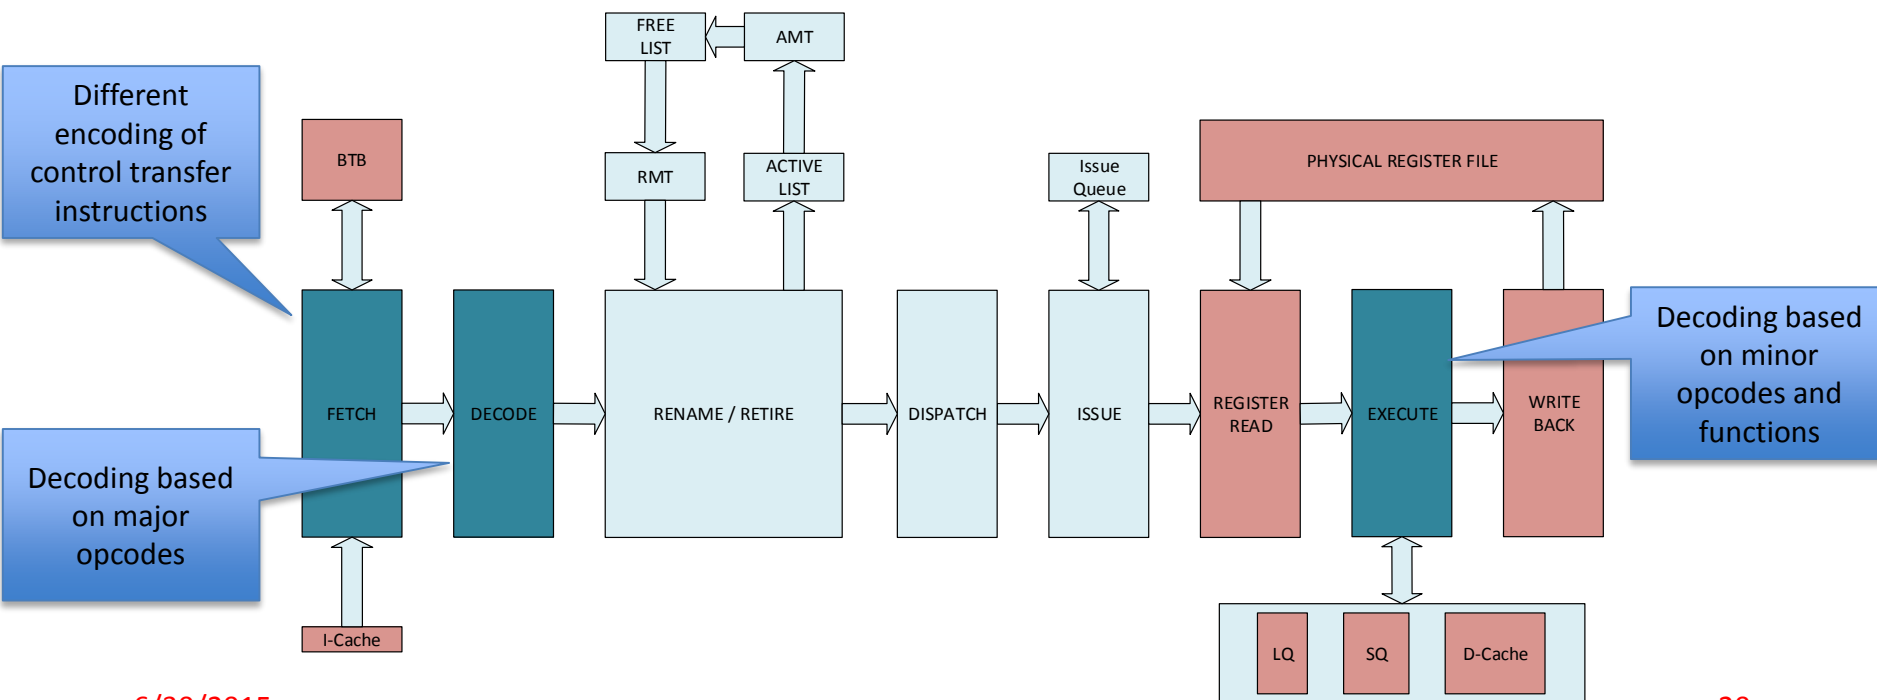 FREE
LIST
AMT
Different
encoding of
control transfer
instructions
BTB
RMT
ACTIVE
LIST
Issue
Queue
PHYSICAL REGISTER FILE
FETCH
DECODE
RENAME / RETIRE
DISPATCH
ISSUE
REGISTER
READ
EXECUTE
WRITE
BACK
Decoding based
on minor
opcodes and
functions
Decoding based
on major
opcodes
I-Cache
LQ
SQ
D-Cache